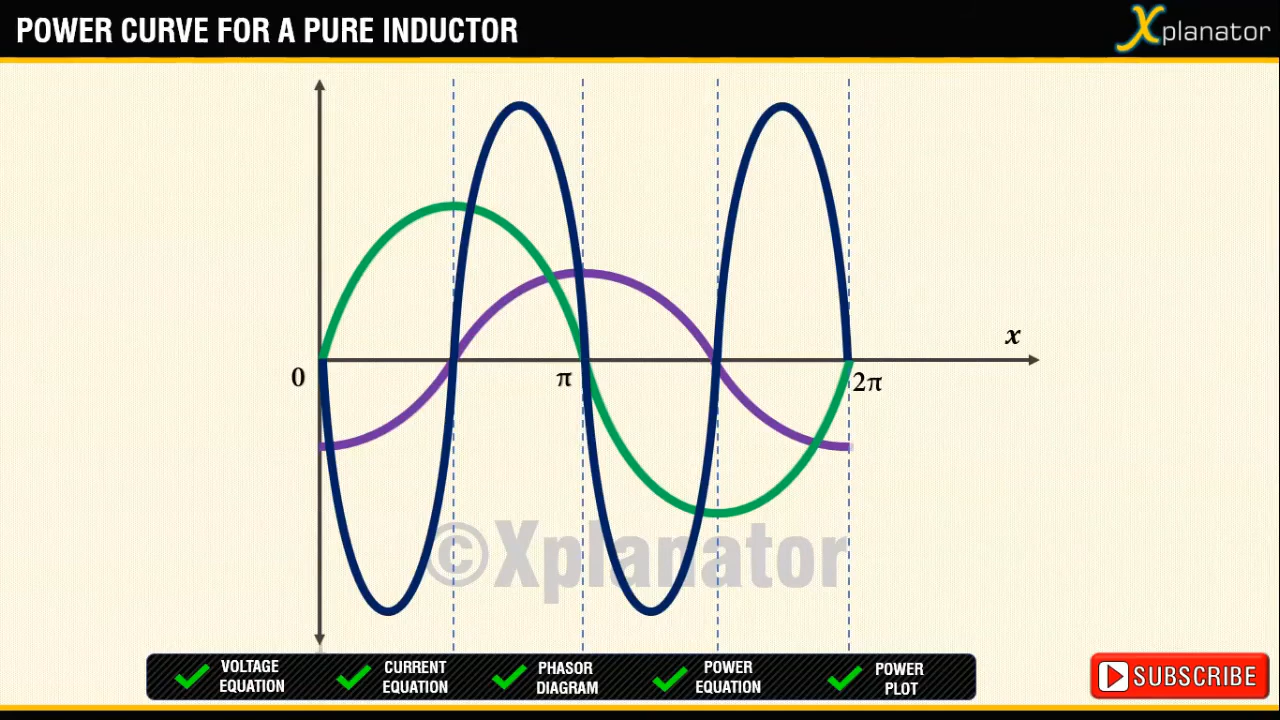 POWER CURVE FOR A PURE INDUCTOR
Xplanator
x
0
π
2π
©Xplanator
VOLTAGE
EQUATION
CURRENT
EQUATION
PHASOR
DIAGRAM
POWER
EQUATION
POWER
PLOT
SUBSCRIBE